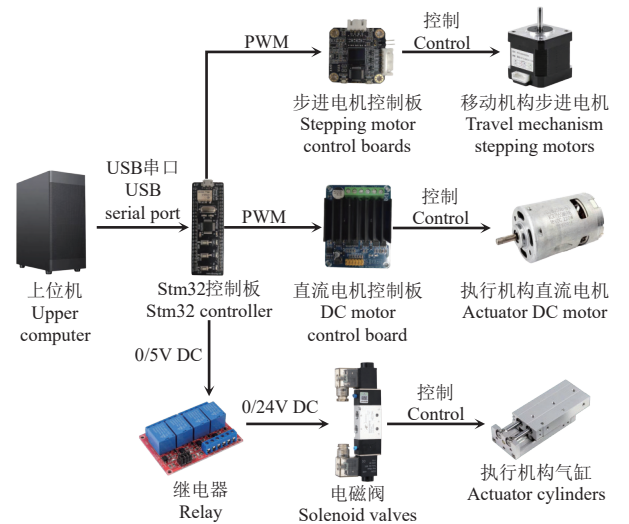 PWM
控制
Control
步进电机控制板
Stepping motor
control boards
移动机构步进电机
Travel mechanism
stepping motors
USB串口
USB
serial port
PWM
控制
Control
上位机
Upper
computer
Stm32控制板
Stm32 controller
直流电机控制板
DC motor
control board
执行机构直流电机
Actuator DC motor
0/5V DC
0/24V DC
控制
Control
继电器
Relay
电磁阀
Solenoid valves
执行机构气缸
Actuator cylinders